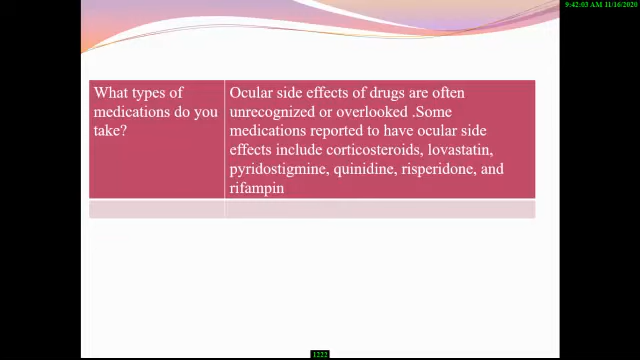 9:42:03 AM 11/16/2020
What types of
medications do you
take?
Ocular side effects of drugs are often
unrecognized or overlooked .Some
medications reported to have ocular side
effects include corticosteroids, lovastatin,
pyridostigmine, quinidine, risperidone, and
rifampin
1222